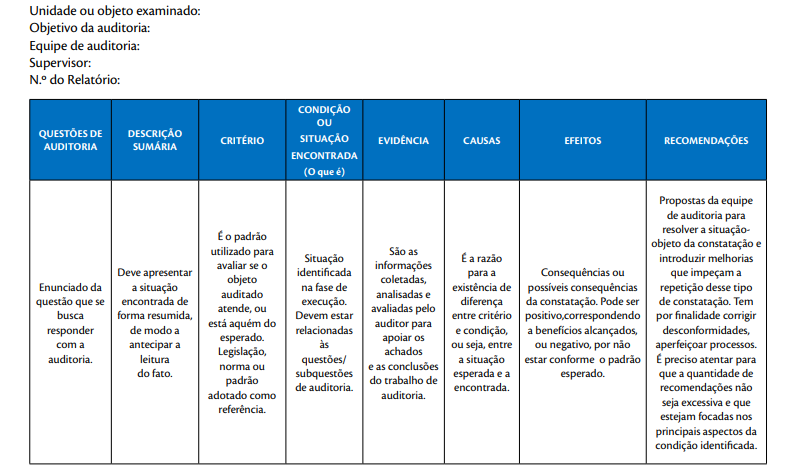 Unidade ou objeto examinado:
Objetivo da auditoria:
Equipe de auditoria:
Supervisor:
N.º do Relatório:
QUESTÕES DE
AUDITORIA
DESCRIÇÃO
SUMÁRIA
CRITÉRIO
CONDIÇÃO
OU
SITUAÇÃO
ENCONTRADA
(O que é)
EVIDÊNCIA
CAUSAS
EFEITOS
RECOMENDAÇÕES
Enunciado da
questão que se
busca
responder
com a
auditoria.
Deve apresentar
a situação
encontrada de
forma resumida,
de modo a
antecipar a
leitura
do fato.
É o padrão
utilizado para
avaliar se o
objeto
auditado
atende, ou
está aquém do
esperado.
Legislação,
norma ou
padrão
adotado como
referência.
Situação
identificada
na fase de
execução.
Devem estar
relacionadas
às
questões/
subquestões
de auditoria.
São as
informações
coletadas,
analisadas e
avaliadas pelo
auditor para
apoiar os
achados
e as conclusões
do trabalho de
auditoria.
É a razão
para a
existência de
diferença
entre critério
e condição,
ou seja, entre
a situação
esperada e a
encontrada.
Consequências ou
possíveis consequências
da constatação. Pode ser
positivo,correspondendo
a benefícios alcançados,
ou negativo, por não
estar conforme o padrão
esperado.
Propostas da equipe
de auditoria para
resolver a situação-
objeto da constatação e
introduzir melhorias
que impeçam a
repetição desse tipo
de constatação. Tem
por finalidade corrigir
desconformidades,
aperfeiçoar processos.
É preciso atentar para
que a quantidade de
recomendações não
seja excessiva e que
estejam focadas nos
principais aspectos da
condição identificada.